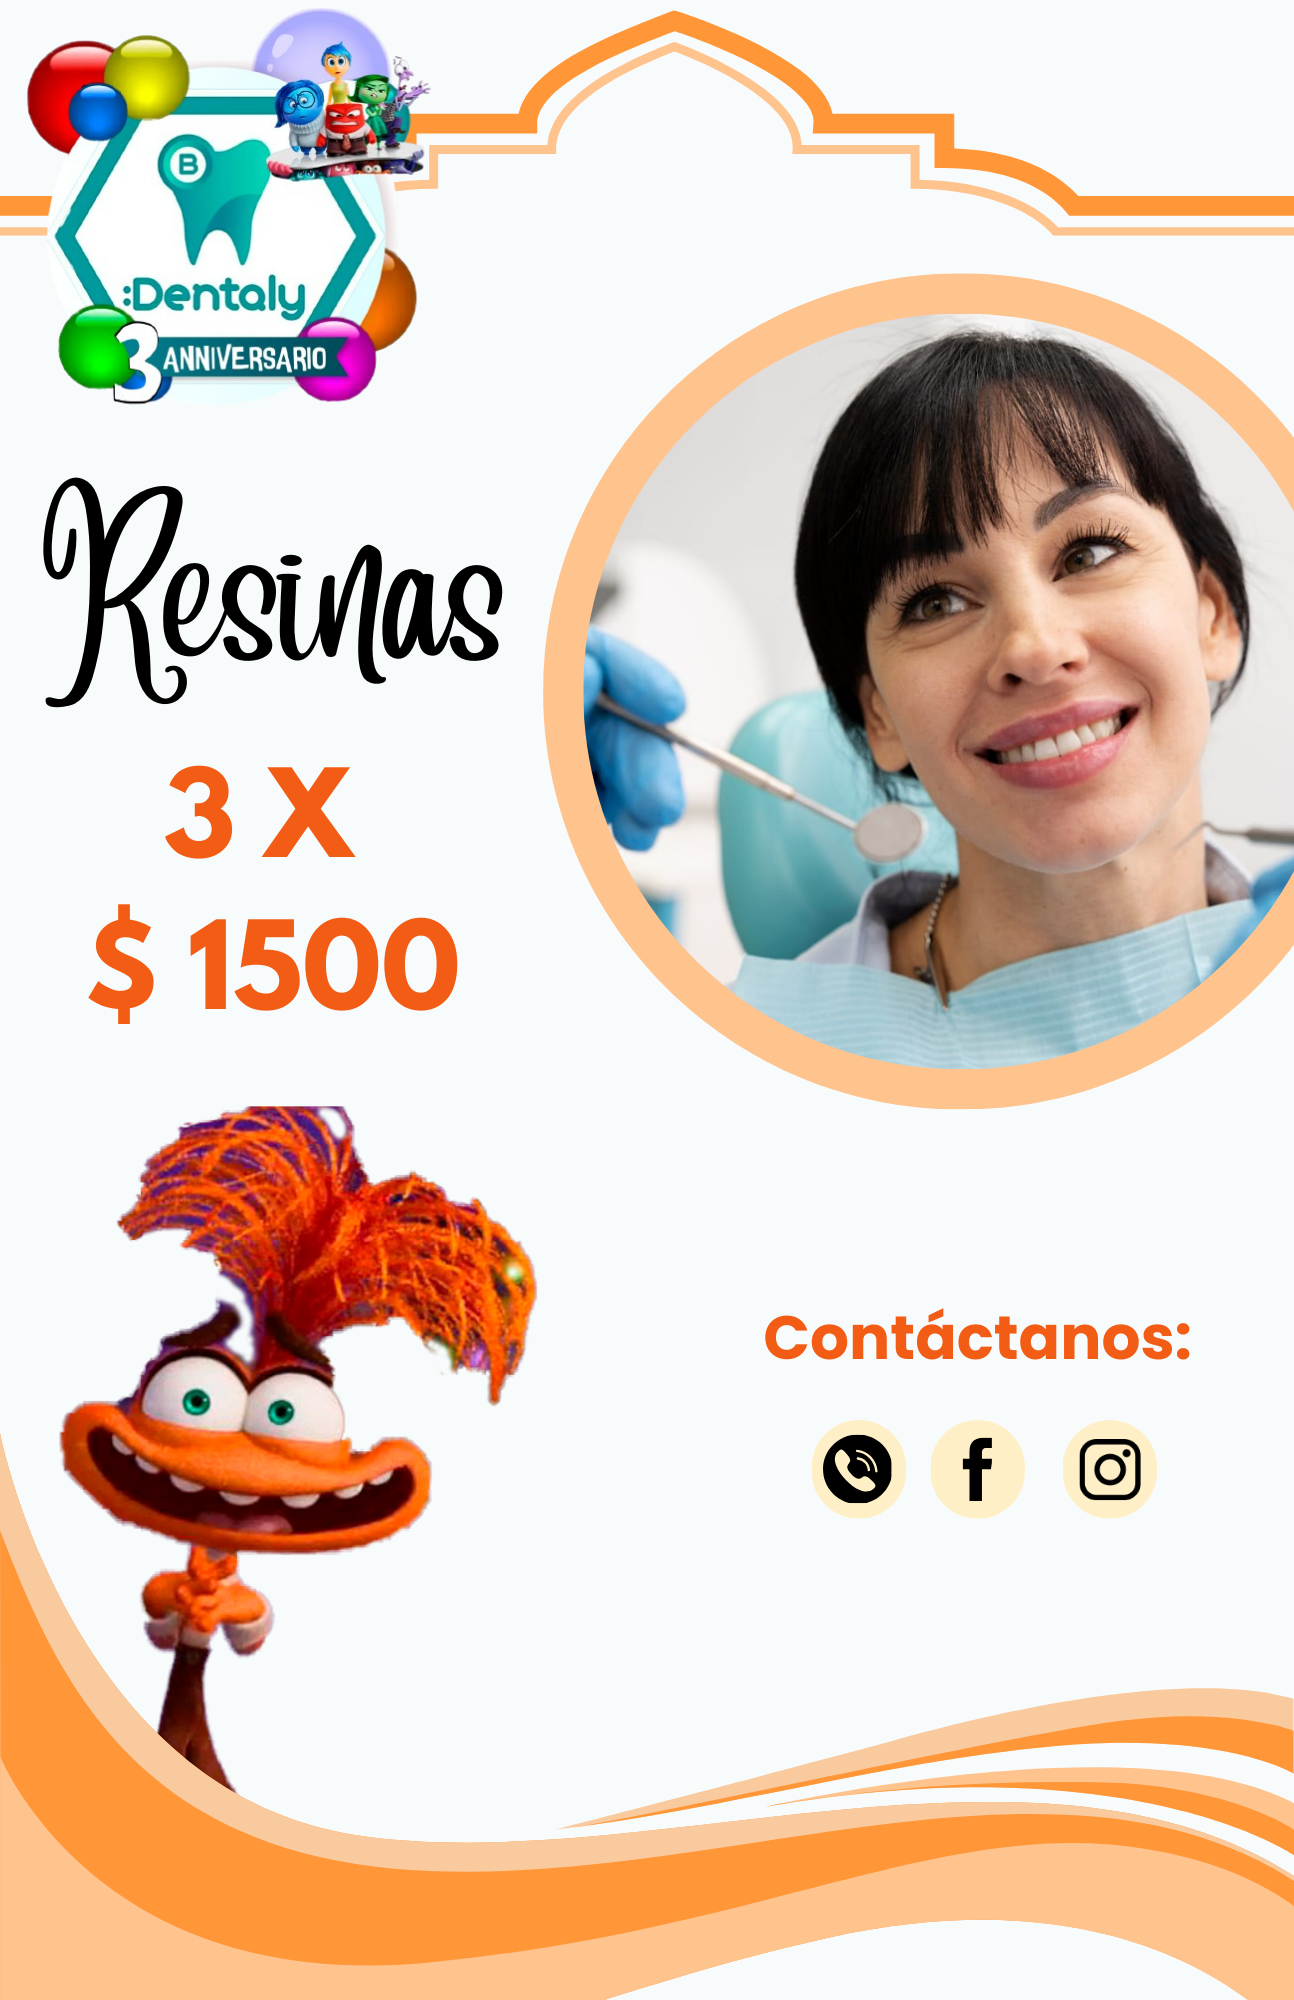 B
:Dentaly
3 ANNIVERSARIO
Resinas
3 X
$ 1500
Contáctanos: